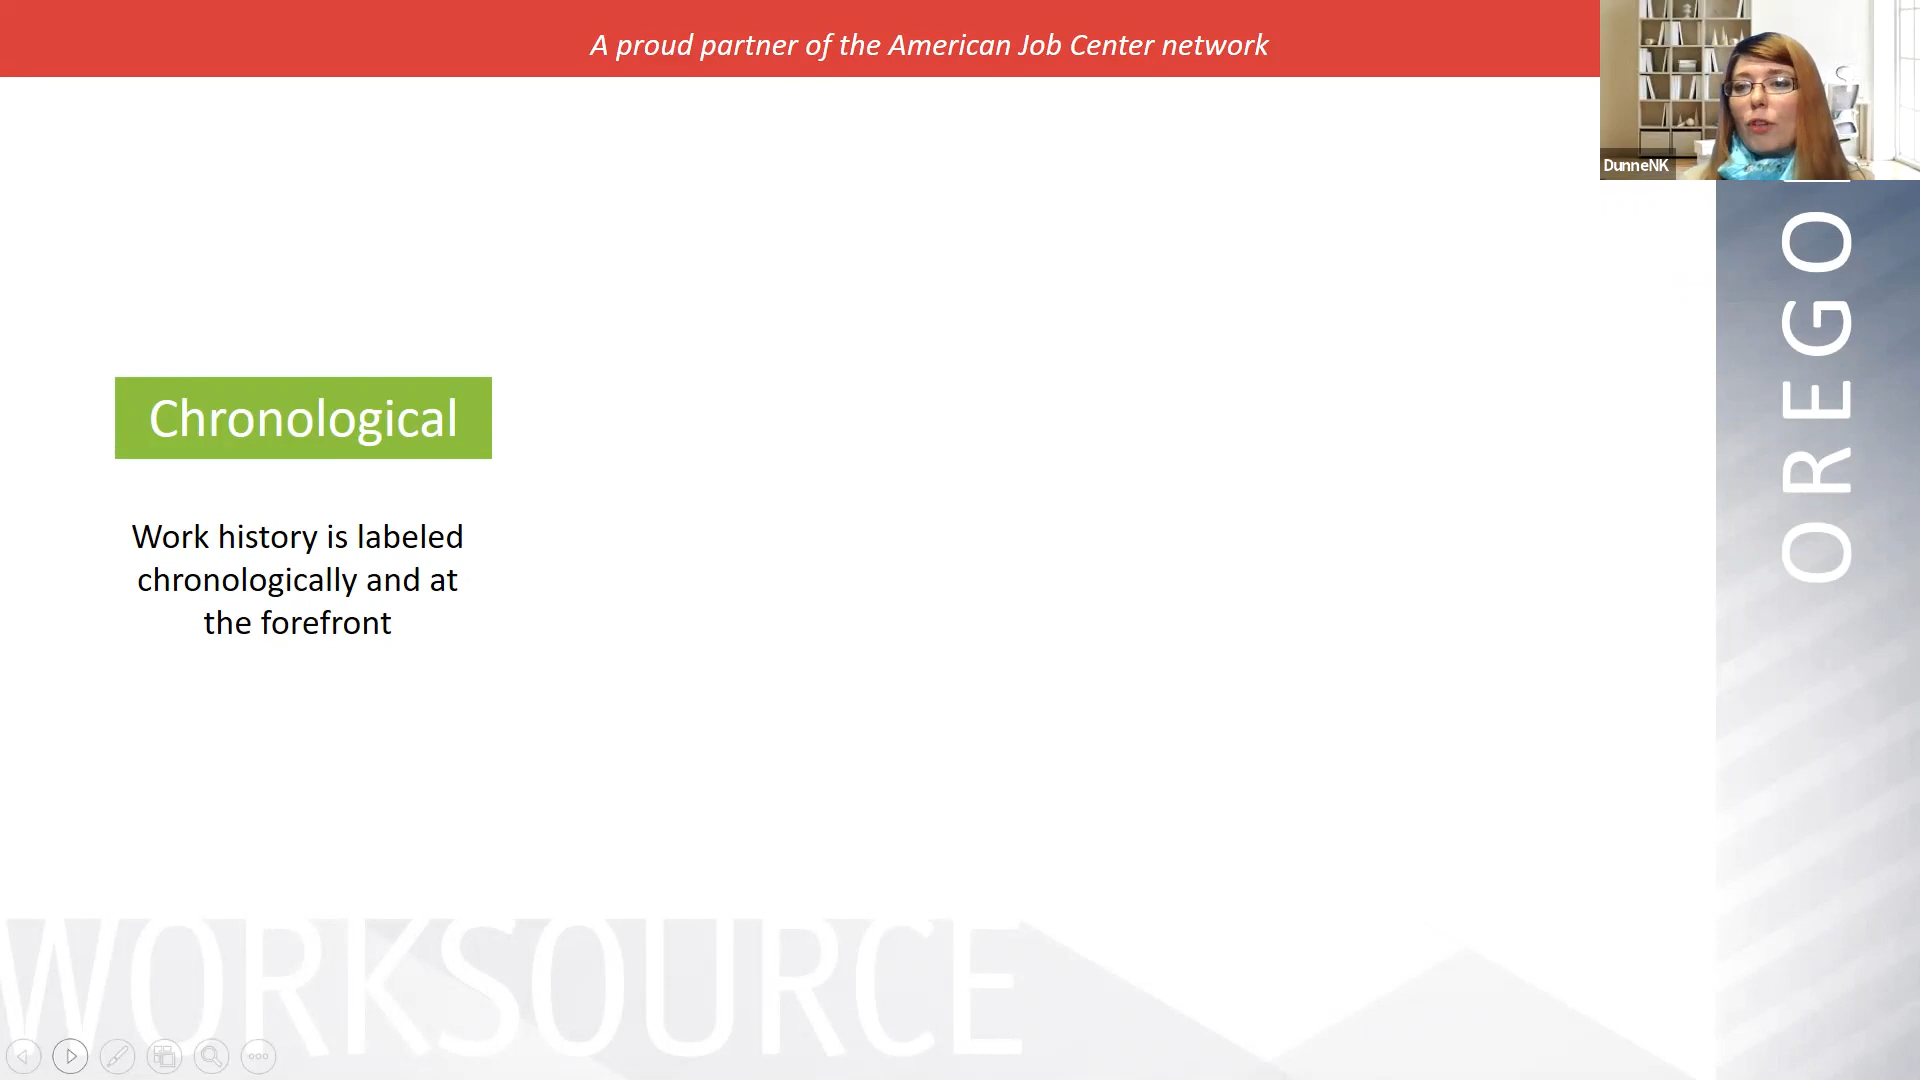 A proud partner of the American Job Center network
DunneNK
OREGO
Chronological
Work history is labeled
chronologically and at
the forefront
WORKSOURCE